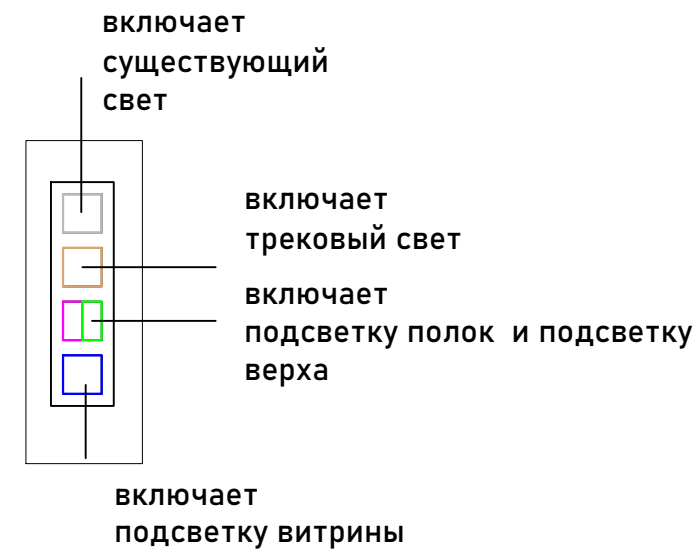 включает
существующий
свет
включает
трековый свет
включает
подсветку полок и подсветку
верха
включает
подсветку витрины